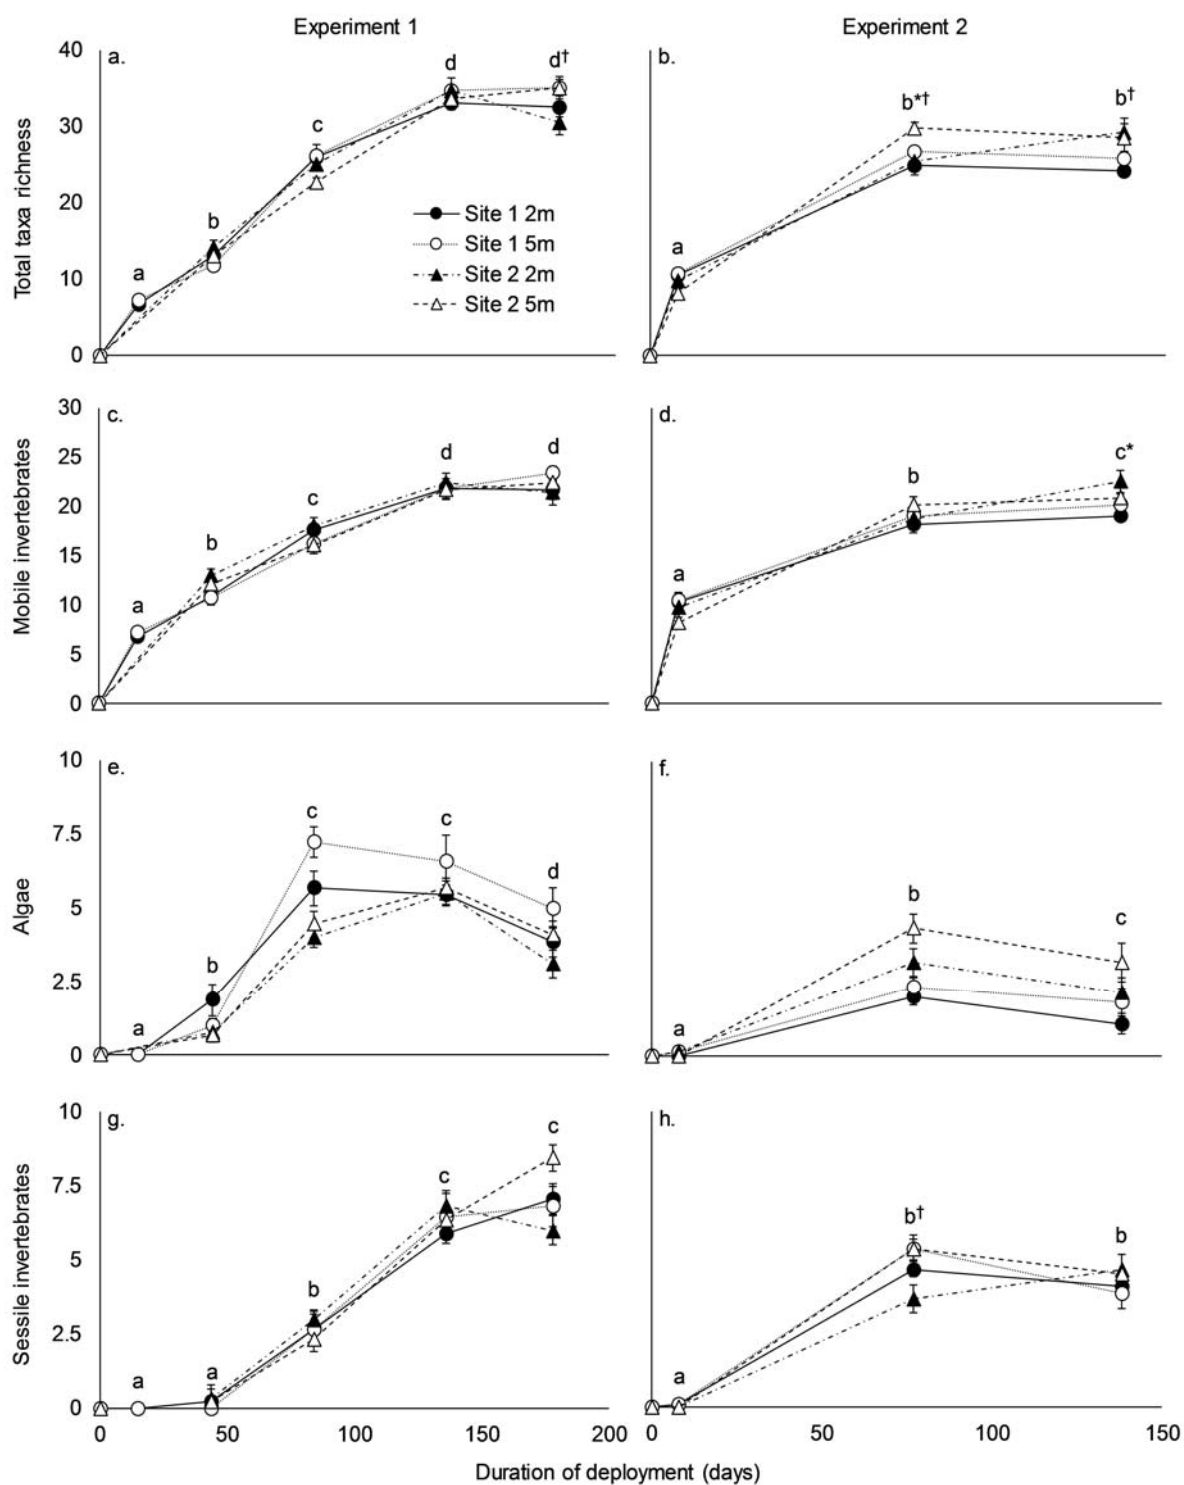 Experiment 1
Experiment 2
Total taxa richness
40
30
20
10
0
a.
a
b
c
d
d†
Site 1 2m
Site 1 5m
Site 2 2m
Site 2 5m
b.
a
b*†
b†
Mobile invertebrates
30
25
20
15
10
5
0
c.
a
b
c
d
d
d.
a
b
c*
Algae
10
7.5
5
2.5
0
e.
a
b
c
c
d
f.
a
b
c
Sessile invertebrates
10
7.5
5
2.5
0
g.
a
a
b
c
c
h.
a
b†
b
0 50 100 150 200
0 50 100 150
Duration of deployment (days)